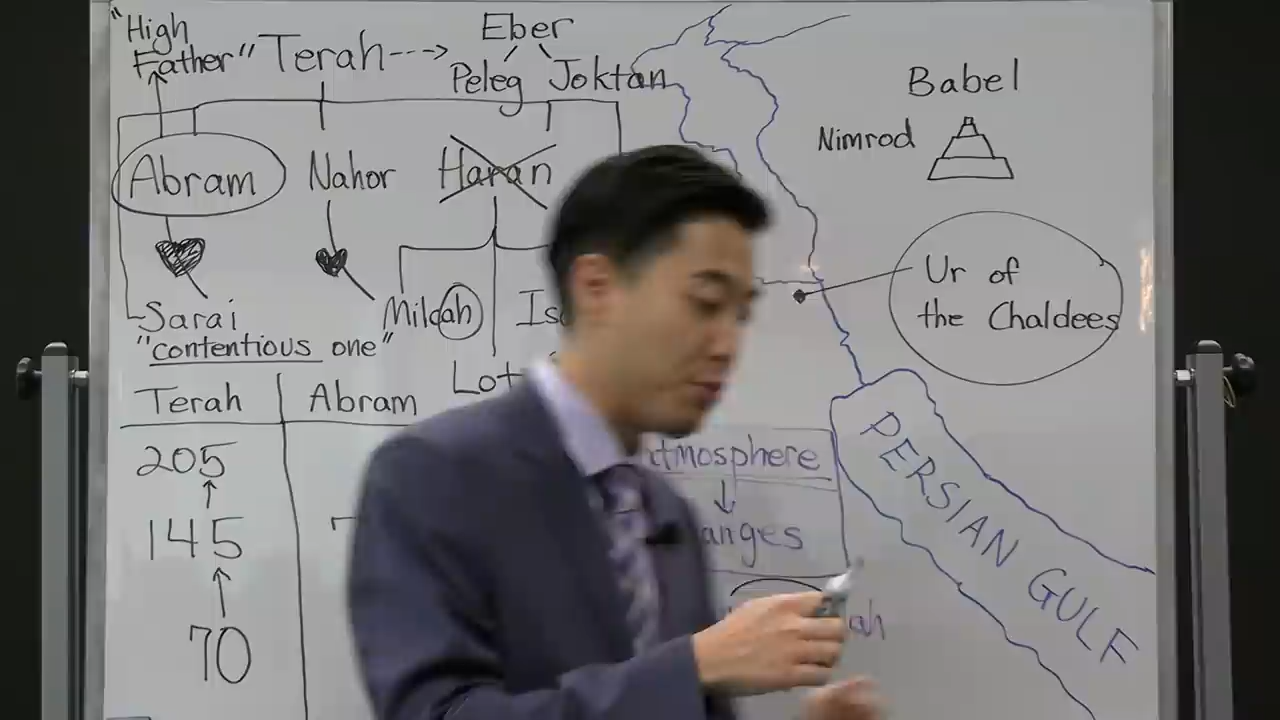 "High
Father"
Terah
Eber
Peleg Joktan
Abram Nahor Haran
Sarai
"contentious one"
Milcah
Lot
Terah Abram
205
145
70
Babel
Nimrod
Ur of
the Chaldees
PERSIAN GULF